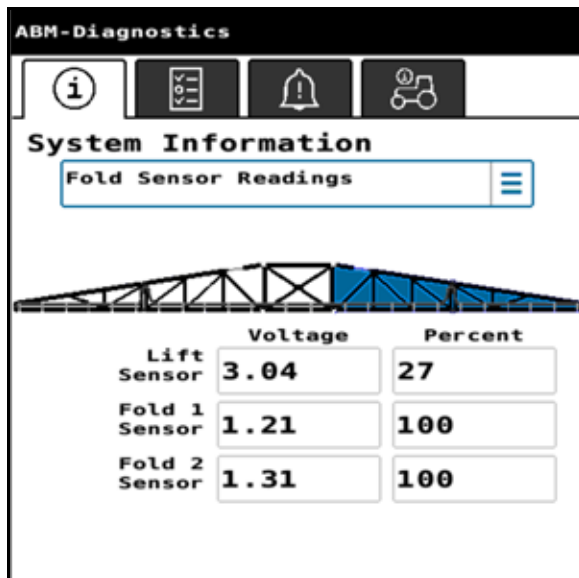 ABM-Diagnostics
System Information
Fold Sensor Readings
Voltage Percent
Lift
Sensor 3.04 27
Fold 1
Sensor 1.21 100
Fold 2
Sensor 1.31 100